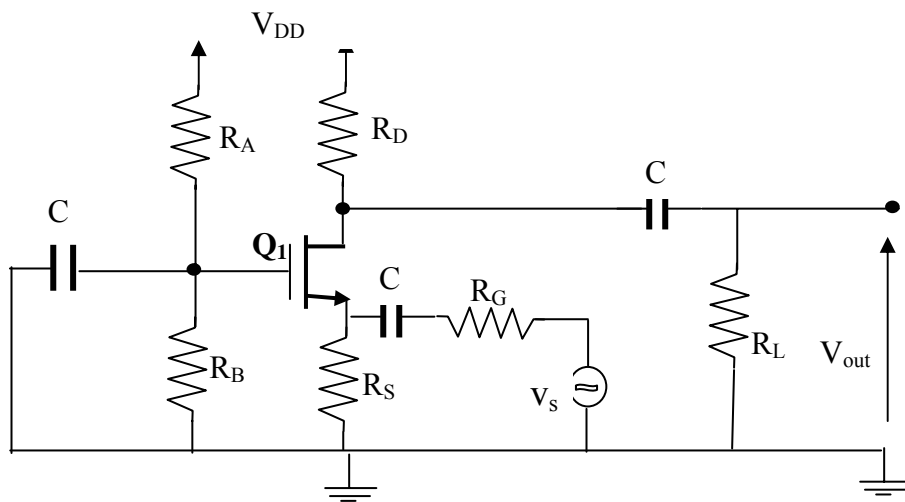 V_DD
R_A
R_D
C
C
Q_1
C
R_G
R_B
R_S
v_s
R_L
V_out